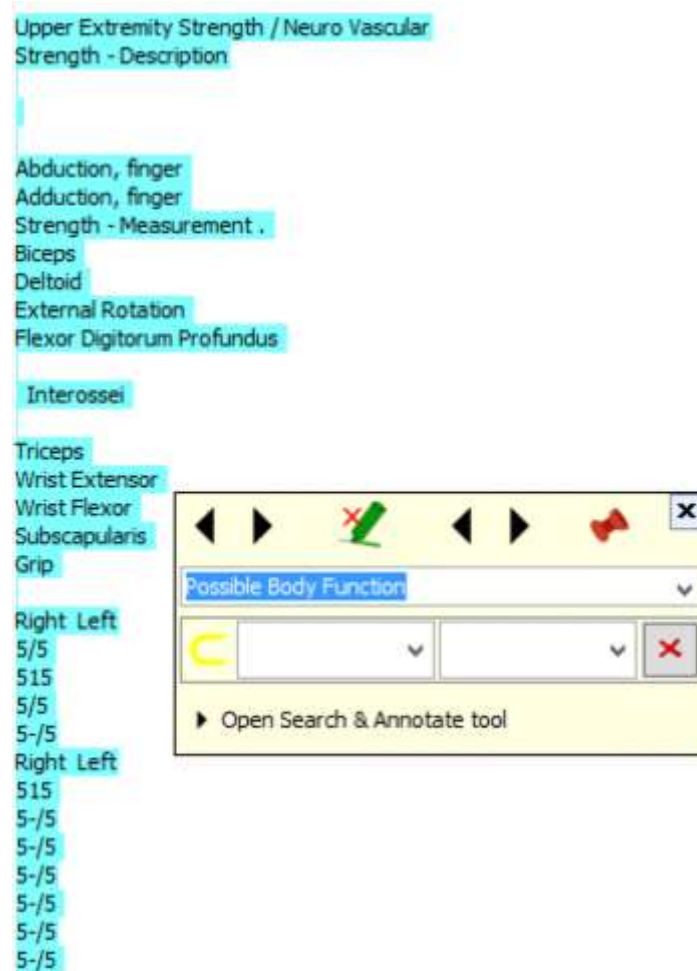 Upper Extremity Strength / Neuro Vascular
Strength - Description
Abduction, finger
Adduction, finger
Strength - Measurement .
Biceps
Deltoid
External Rotation
Flexor Digitorum Profundus
Interossei
Triceps
Wrist Extensor
Wrist Flexor
Subscapularis
Grip
Possible Body Function
Open Search & Annotate tool
Right Left
5/5
515
5/5
5-/5
Right Left
515
5-/5
5-/5
5-/5
5-/5
5-/5
5-/5